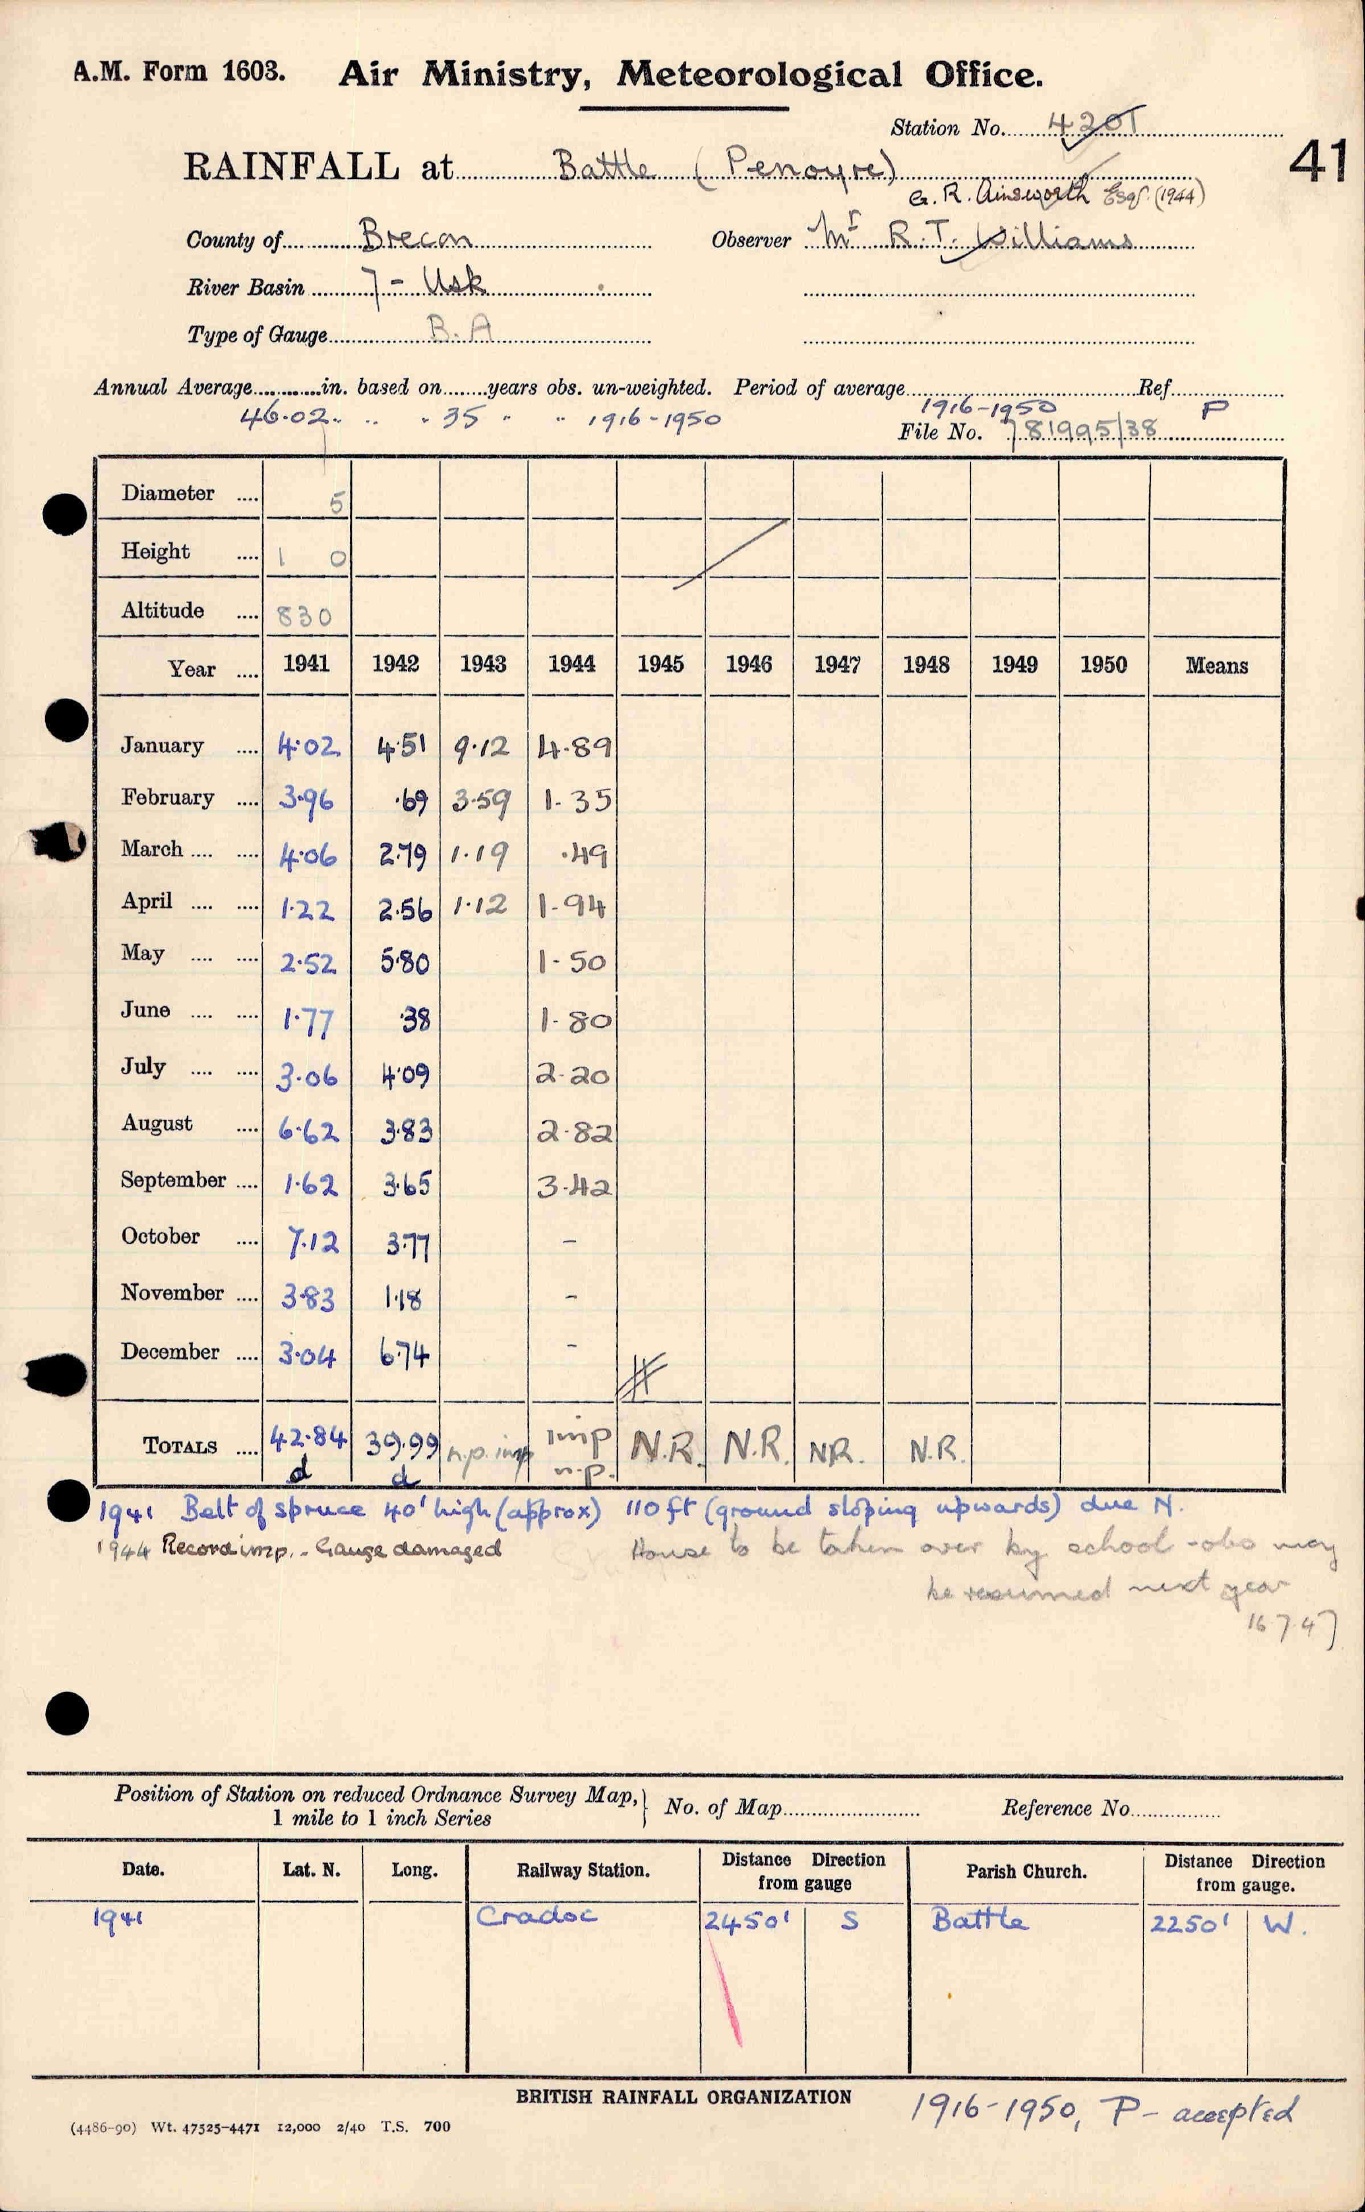 A.M. Form 1603. Air Ministry, Meteorological Office.
Station No. 4201
41
RAINFALL at Battle (Penoyre)
G. R. Ainsworth Esq. (1944)
County of Brecon Observer Mr R.T. Williams
River Basin 7 - Usk
Type of Gauge B.A
Annual Average in. based on years obs. un-weighted. Period of average 1916-1950 Ref. P
46.02 .. .. 35 " " 1916-1950
File No. 781995/38
Diameter .... 5
Height .... 1 0
Altitude .... 830
Year .... 1941 1942 1943 1944 1945 1946 1947 1948 1949 1950 Means
January .... 4.02 4.51 9.12 4.89
February .... 3.96 .69 3.59 1.35
March .... .... 4.06 2.79 1.19 .49
April .... .... 1.22 2.56 1.12 1.94
May .... .... 2.52 5.80 1.50
June .... .... 1.77 .38 1.80
July .... .... 3.06 4.09 2.20
August .... 6.62 3.83 2.82
September .... 1.62 3.65 3.42
October .... 7.12 3.77 -
November .... 3.83 1.18 -
December .... 3.04 6.74 -
TOTALS .... 42.84 39.99 n.p. imp imp N.R. N.R. N.R. N.R.
d d n.p.
1941 Belt of spruce 40' high (approx) 110 ft (ground sloping upwards) due N.
1944 Record imp. - Gauge damaged House to be taken over by school - obs may
be resumed next year
16 7 47
Position of Station on reduced Ordnance Survey Map, 1 mile to 1 inch Series } No. of Map Reference No.
Date. Lat. N. Long. Railway Station. Distance Direction from gauge Parish Church. Distance Direction from gauge.
1941 Cradoc 2450' S Battle 2250' W.
BRITISH RAINFALL ORGANIZATION
1916-1950, P - accepted
(4486-90) Wt. 47525-4471 12,000 2/40 T.S. 700